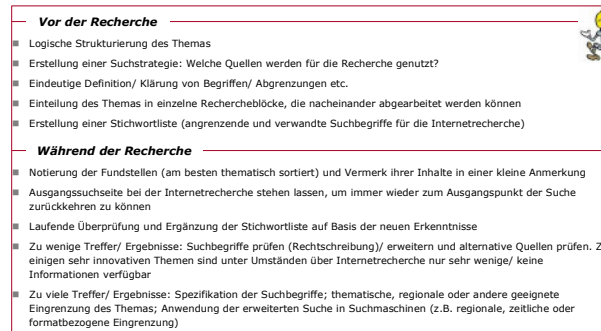 Vor der Recherche
Logische Strukturierung des Themas
Erstellung einer Suchstrategie: Welche Quellen werden für die Recherche genutzt?
Eindeutige Definition/ Klärung von Begriffen/ Abgrenzungen etc.
Einteilung des Themas in einzelne Rechercheblöcke, die nacheinander abgearbeitet werden können
Erstellung einer Stichwortliste (angrenzende und verwandte Suchbegriffe für die Internetrecherche)
Während der Recherche
Notierung der Fundstellen (am besten thematisch sortiert) und Vermerk ihrer Inhalte in einer kleine Anmerkung
Ausgangssuchseite bei der Internetrecherche stehen lassen, um immer wieder zum Ausgangspunkt der Suche
zurückkehren zu können
Laufende Überprüfung und Ergänzung der Stichwortliste auf Basis der neuen Erkenntnisse
Zu wenige Treffer/ Ergebnisse: Suchbegriffe prüfen (Rechtschreibung)/ erweitern und alternative Quellen prüfen.
einigen sehr innovativen Themen sind unter Umständen über Internetrecherche nur sehr wenige/ keine
Informationen verfügbar
Zu viele Treffer/ Ergebnisse: Spezifikation der Suchbegriffe; thematische, regionale oder andere geeignete
Eingrenzung des Themas; Anwendung der erweiterten Suche in Suchmaschinen (z.B. regionale, zeitliche oder
formatbezogene Eingrenzung)